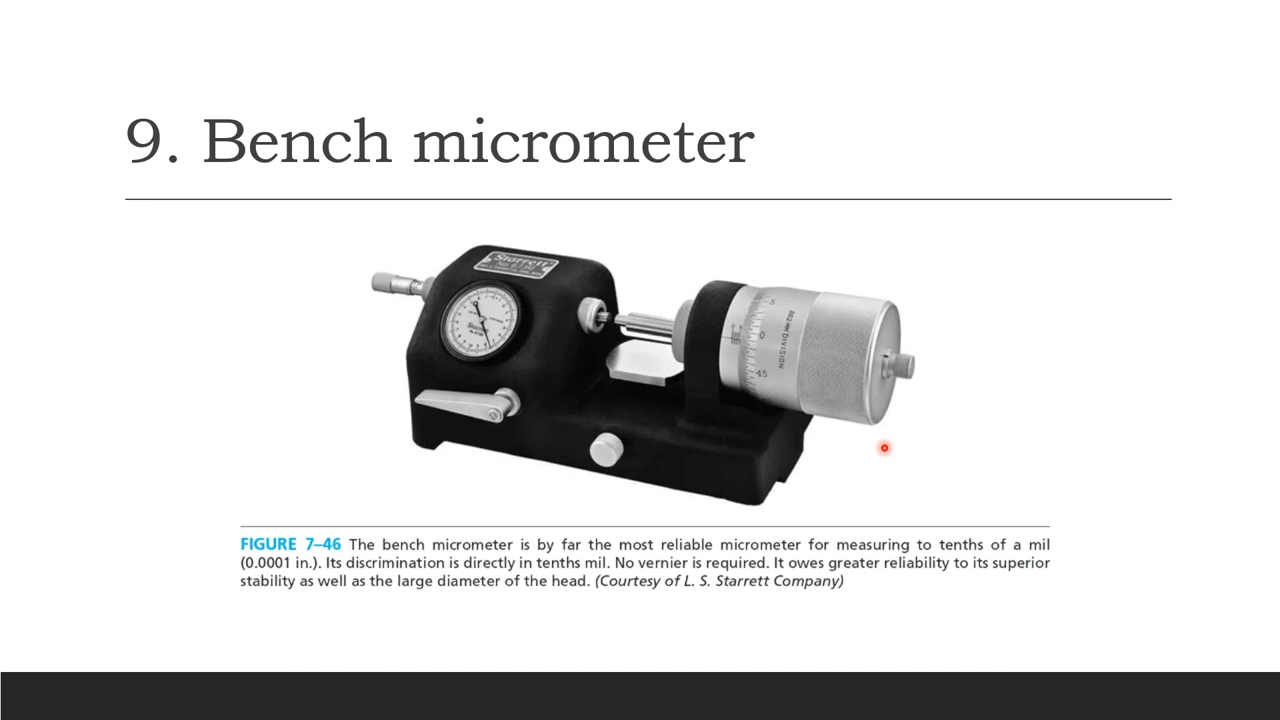 9. Bench micrometer
Starrett
5
0
45
.002 MM DIVISION
FIGURE 7–46 The bench micrometer is by far the most reliable micrometer for measuring to tenths of a mil
(0.0001 in.). Its discrimination is directly in tenths mil. No vernier is required. It owes greater reliability to its superior
stability as well as the large diameter of the head. (Courtesy of L. S. Starrett Company)